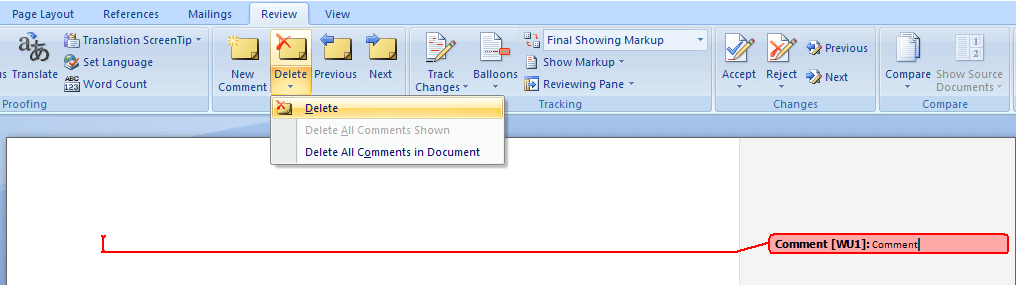 Page Layout References Mailings Review View
Translation ScreenTip
Set Language
ABC
123 Word Count
us Translate
Proofing
New
Comment
Delete
Previous
Next
Delete
Delete All Comments Shown
Delete All Comments in Document
Track
Changes
Balloons
Final Showing Markup
Show Markup
Reviewing Pane
Tracking
Accept
Reject
Previous
Next
Changes
Compare
Show Source
Documents
Compare
Comment [WU1]: Comment